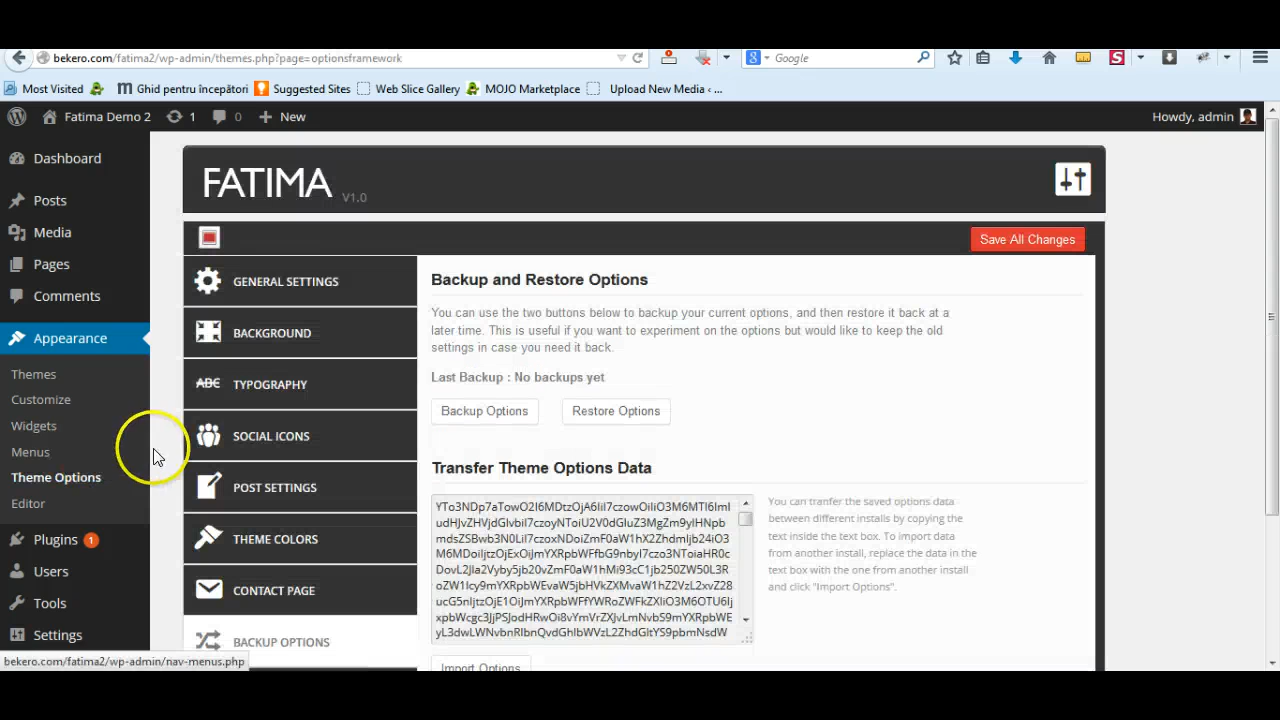 bekero.com/fatima2/wp-admin/themes.php?page=optionsframework
Google
Most Visited
Ghid pentru începători
Suggested Sites
Web Slice Gallery
MOJO Marketplace
Upload New Media ‹ ...
Fatima Demo 2
1
0
New
Howdy, admin
Dashboard
Posts
Media
Pages
Comments
Appearance
Themes
Customize
Widgets
Menus
Theme Options
Editor
Plugins 1
Users
Tools
Settings
bekero.com/fatima2/wp-admin/nav-menus.php
FATIMA V1.0
Save All Changes
GENERAL SETTINGS
BACKGROUND
ABC TYPOGRAPHY
SOCIAL ICONS
POST SETTINGS
THEME COLORS
CONTACT PAGE
BACKUP OPTIONS
Backup and Restore Options
You can use the two buttons below to backup your current options, and then restore it back at a
later time. This is useful if you want to experiment on the options but would like to keep the old
settings in case you need it back.
Last Backup : No backups yet
Backup Options
Restore Options
Transfer Theme Options Data
You can tranfer the saved options data
between different installs by copying the
text inside the text box. To import data
from another install, replace the data in the
text box with the one from another install
and click "Import Options".
Import Options